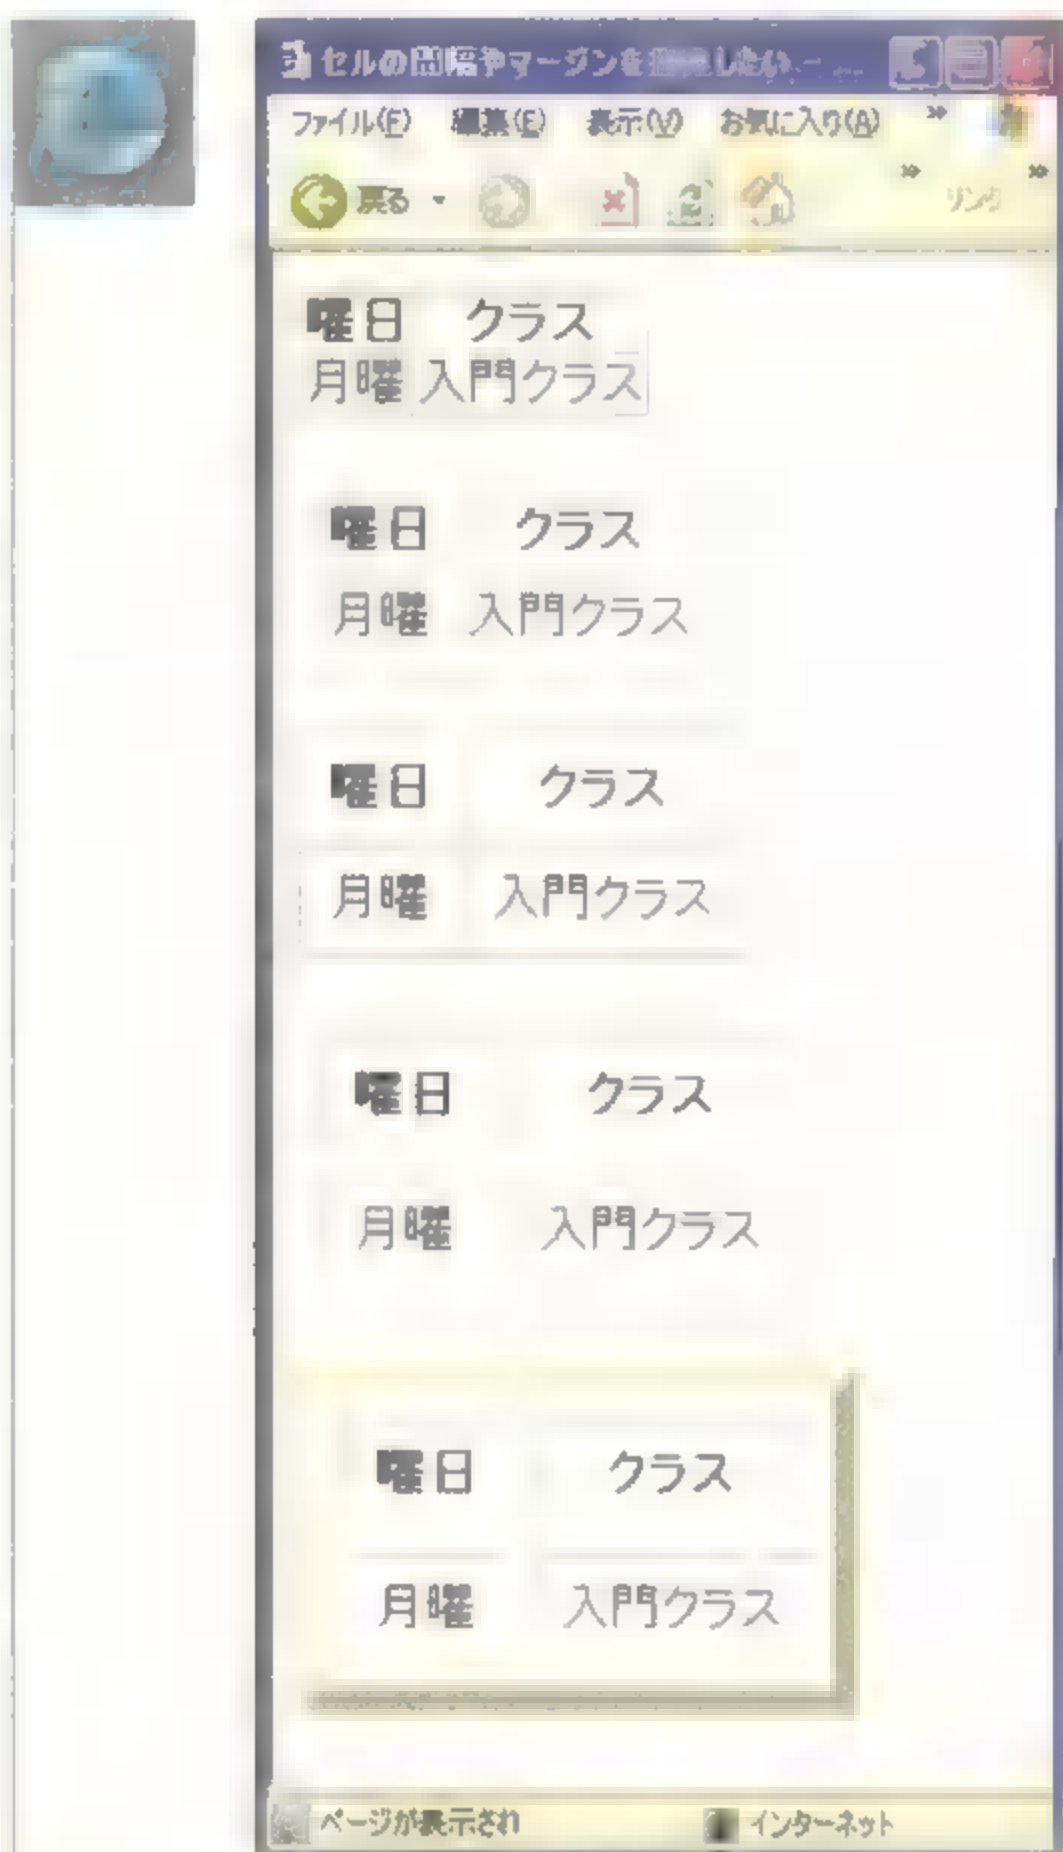 セルの間隔やマージンを したい
ファイル(F) 編集(E) 表示(V) お気に入り(A) »
戻る » リンク »
曜日 クラス
月曜 入門クラス
曜日 クラス
月曜 入門クラス
曜日 クラス
月曜 入門クラス
曜日 クラス
月曜 入門クラス
曜日 クラス
月曜 入門クラス
ページが表示され インターネット